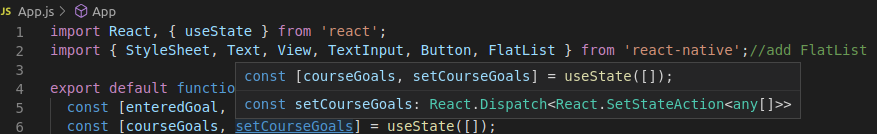 JS App.js > App
1 import React, { useState } from 'react';
2 import { StyleSheet, Text, View, TextInput, Button, FlatList } from 'react-native';//add FlatList
3
const [courseGoals, setCourseGoals] = useState([]);
4 export default functio
const setCourseGoals: React.Dispatch<React.SetStateAction<any[]>>
5 const [enteredGoal,
6 const [courseGoals, setCourseGoals] = useState([]);